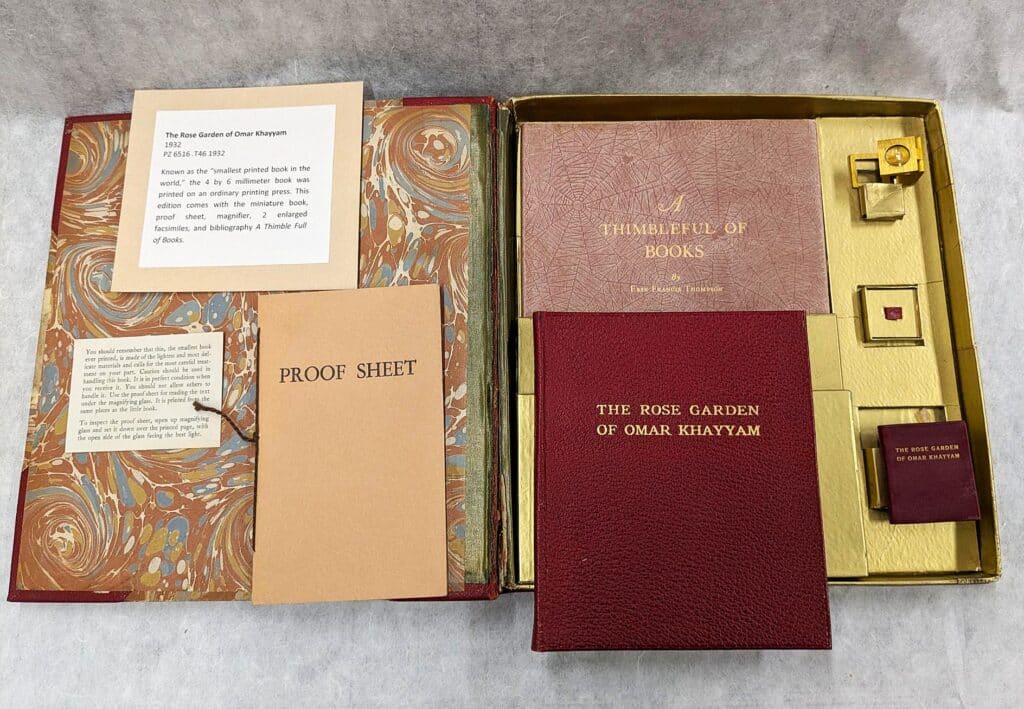 The Rose Garden of Omar Khayyam
1932
PZ 6516 .T46 1932
Known as the "smallest printed book in the
world," the 4 by 6 millimeter book was
printed on an ordinary printing press. This
edition comes with the miniature book,
proof sheet, magnifier, 2 enlarged
facsimiles, and bibliography A Thimble Full
of Books.
You should remember that this, the smallest book
ever printed, is made of the lightest and most del-
icate materials and calls for the most careful treat-
ment on your part. Caution should be used in
handling this book. It is in perfect condition when
you receive it. You should not allow others to
handle it. Use the proof sheet for reading the text
under the magnifying glass. It is printed from the
same plates as the little book.
To inspect the proof sheet, open up magnifying
glass and set it down over the printed page, with
the open side of the glass facing the best light.
PROOF SHEET
A
THIMBLEFUL OF
BOOKS
By
EBEN FRANCIS THOMPSON
THE ROSE GARDEN
OF OMAR KHAYYAM
THE ROSE GARDEN
OF OMAR KHAYYAM